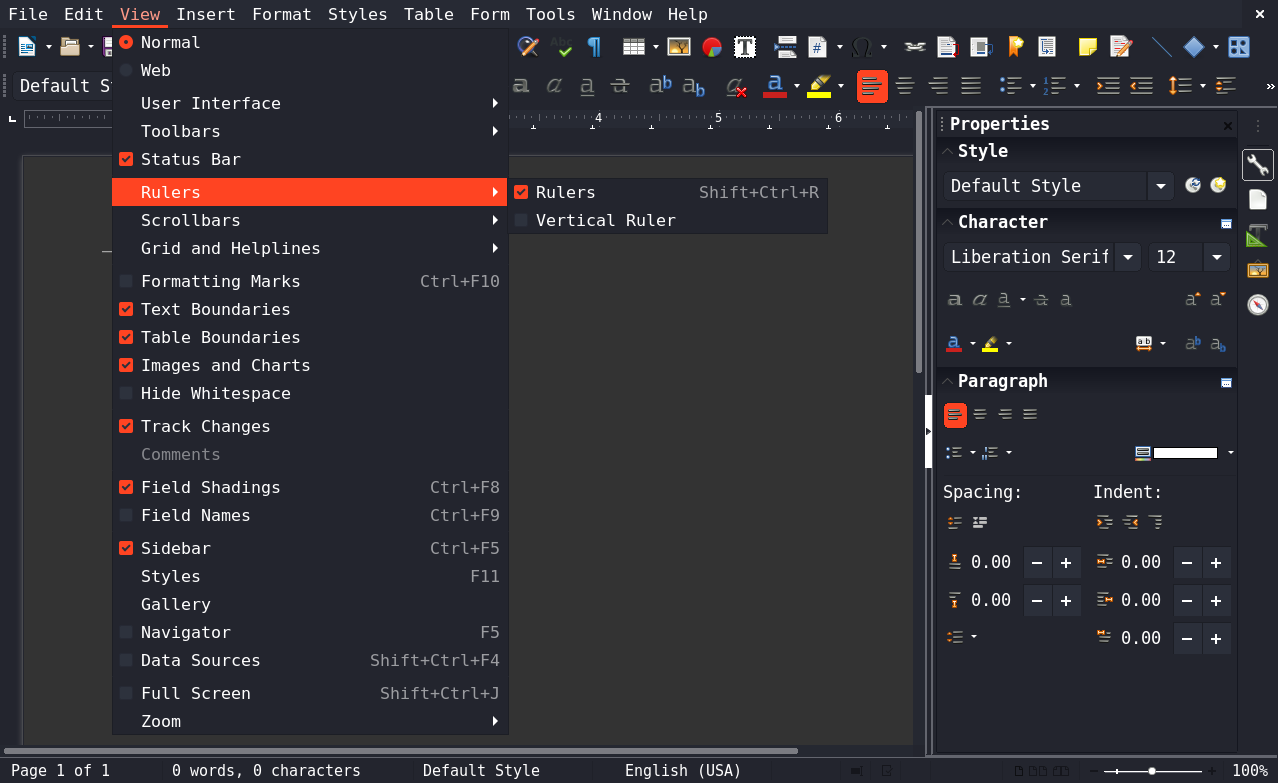 File Edit View Insert Format Styles Table Form Tools Window Help
Normal
Web
User Interface
Toolbars
Status Bar
Rulers
Scrollbars
Grid and Helplines
Formatting Marks Ctrl+F10
Text Boundaries
Table Boundaries
Images and Charts
Hide Whitespace
Track Changes
Comments
Field Shadings Ctrl+F8
Field Names Ctrl+F9
Sidebar Ctrl+F5
Styles F11
Gallery
Navigator F5
Data Sources Shift+Ctrl+F4
Full Screen Shift+Ctrl+J
Zoom
Rulers Shift+Ctrl+R
Vertical Ruler
Default St
4 5 6
Properties
Style
Default Style
Character
Liberation Serif 12
Paragraph
Spacing: Indent:
0.00 0.00
0.00 0.00
0.00
Page 1 of 1 0 words, 0 characters Default Style English (USA) 100%